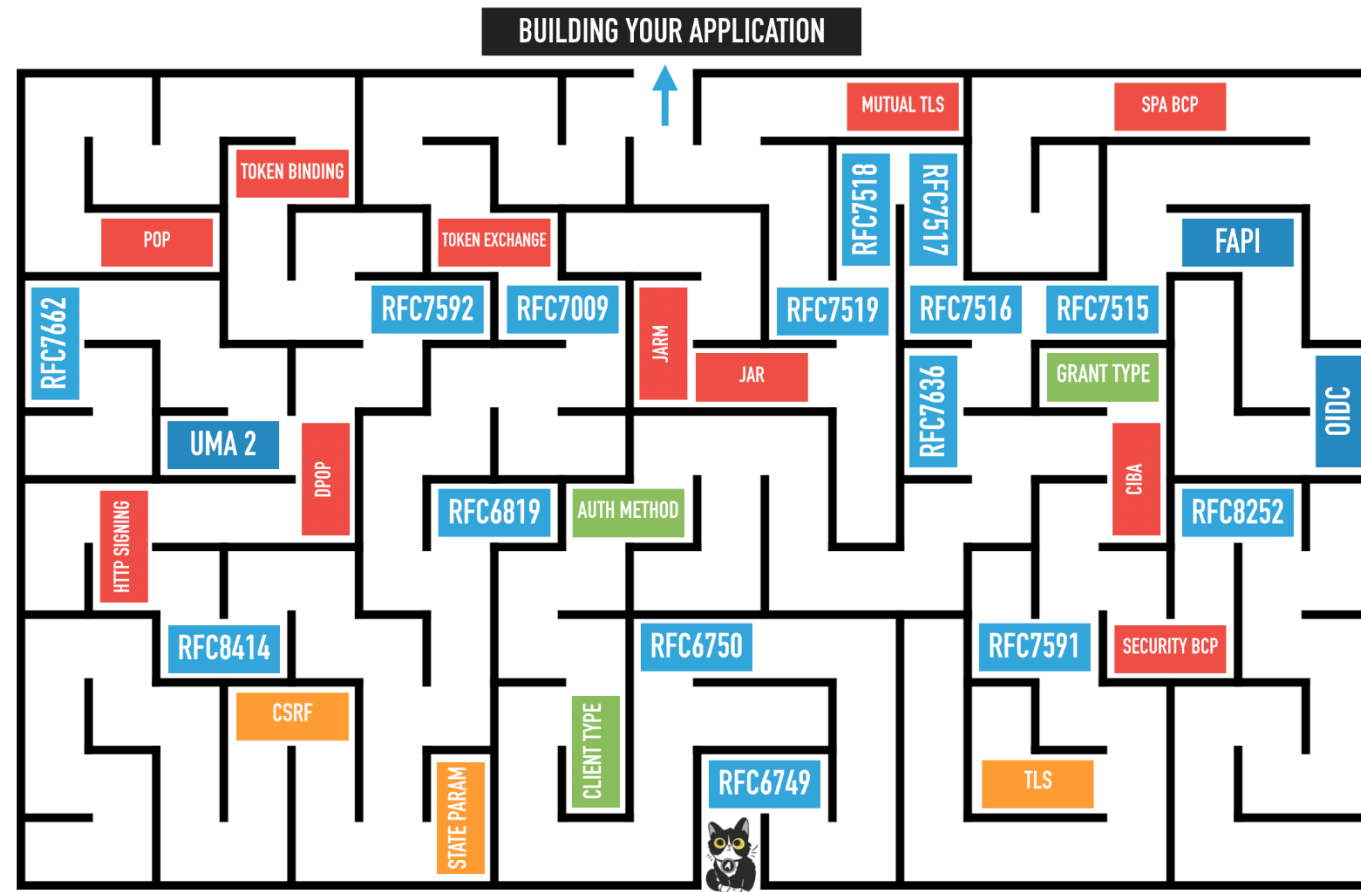 BUILDING YOUR APPLICATION
MUTUAL TLS
SPA BCP
TOKEN BINDING
RFC7518
RFC7517
POP
TOKEN EXCHANGE
FAPI
RFC7662
RFC7592
RFC7009
JARM
RFC7519
RFC7516
RFC7515
JAR
RFC7636
GRANT TYPE
OIDC
UMA 2
DPOP
CIBA
HTTP SIGNING
RFC6819
AUTH METHOD
RFC8252
RFC8414
RFC6750
RFC7591
SECURITY BCP
CSRF
CLIENT TYPE
STATE PARAM
RFC6749
TLS